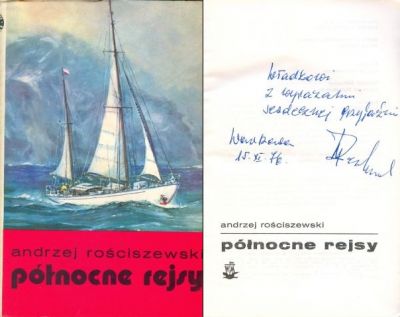 andrzej rościszewski
północne rejsy
Władkowi
z wyrazami
serdecznej przyjaźni
Warszawa
15.XI.76
andrzej rościszewski
północne rejsy